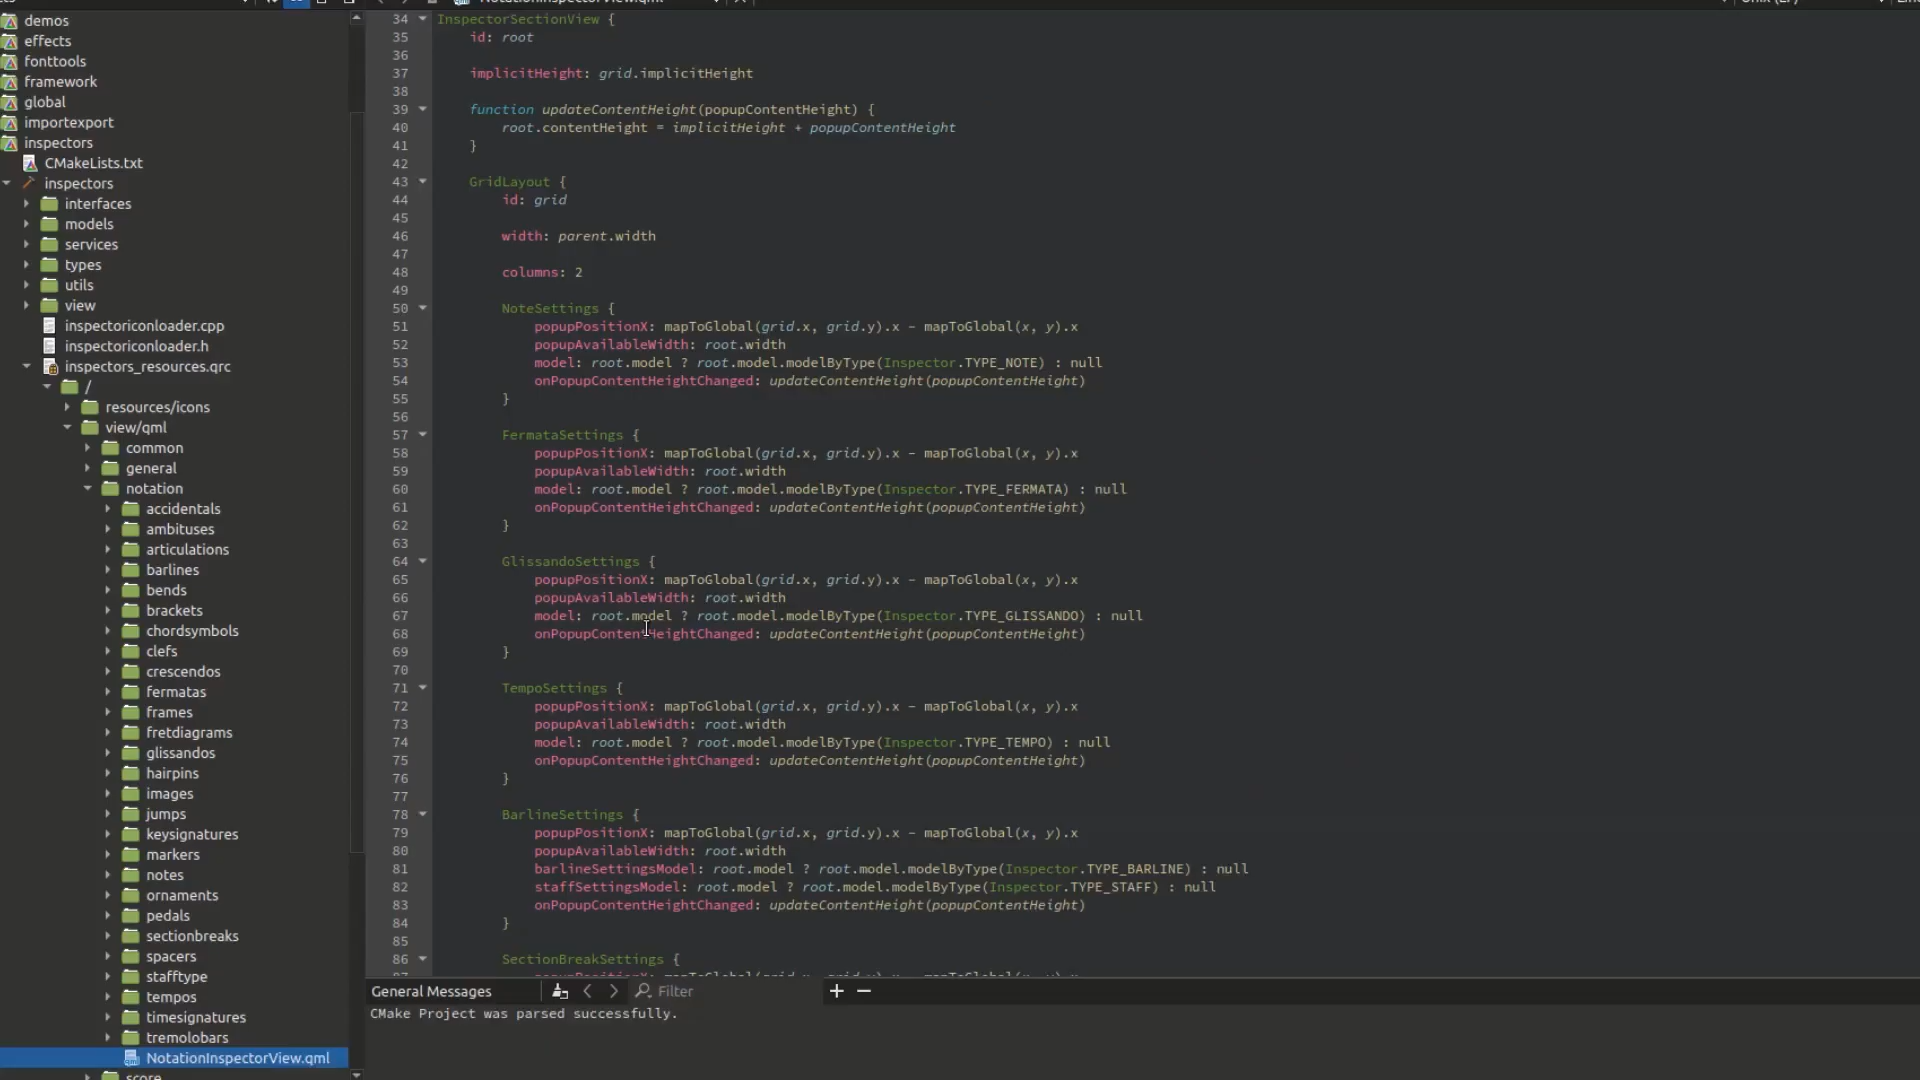 NotationInspectorView.qml
demos
effects
fonttools
framework
global
importexport
inspectors
CMakeLists.txt
inspectors
interfaces
models
services
types
utils
view
inspectoriconloader.cpp
inspectoriconloader.h
inspectors_resources.qrc
/
resources/icons
view/qml
common
general
notation
accidentals
ambituses
articulations
barlines
bends
brackets
chordsymbols
clefs
crescendos
fermatas
frames
fretdiagrams
glissandos
hairpins
images
jumps
keysignatures
markers
notes
ornaments
pedals
sectionbreaks
spacers
stafftype
tempos
timesignatures
tremolobars
NotationInspectorView.qml
score
34 InspectorSectionView {
35 id: root
36
37 implicitHeight: grid.implicitHeight
38
39 function updateContentHeight(popupContentHeight) {
40 root.contentHeight = implicitHeight + popupContentHeight
41 }
42
43 GridLayout {
44 id: grid
45
46 width: parent.width
47
48 columns: 2
49
50 NoteSettings {
51 popupPositionX: mapToGlobal(grid.x, grid.y).x - mapToGlobal(x, y).x
52 popupAvailableWidth: root.width
53 model: root.model ? root.model.modelByType(Inspector.TYPE_NOTE) : null
54 onPopupContentHeightChanged: updateContentHeight(popupContentHeight)
55 }
56
57 FermataSettings {
58 popupPositionX: mapToGlobal(grid.x, grid.y).x - mapToGlobal(x, y).x
59 popupAvailableWidth: root.width
60 model: root.model ? root.model.modelByType(Inspector.TYPE_FERMATA) : null
61 onPopupContentHeightChanged: updateContentHeight(popupContentHeight)
62 }
63
64 GlissandoSettings {
65 popupPositionX: mapToGlobal(grid.x, grid.y).x - mapToGlobal(x, y).x
66 popupAvailableWidth: root.width
67 model: root.model ? root.model.modelByType(Inspector.TYPE_GLISSANDO) : null
68 onPopupContentHeightChanged: updateContentHeight(popupContentHeight)
69 }
70
71 TempoSettings {
72 popupPositionX: mapToGlobal(grid.x, grid.y).x - mapToGlobal(x, y).x
73 popupAvailableWidth: root.width
74 model: root.model ? root.model.modelByType(Inspector.TYPE_TEMPO) : null
75 onPopupContentHeightChanged: updateContentHeight(popupContentHeight)
76 }
77
78 BarlineSettings {
79 popupPositionX: mapToGlobal(grid.x, grid.y).x - mapToGlobal(x, y).x
80 popupAvailableWidth: root.width
81 barlineSettingsModel: root.model ? root.model.modelByType(Inspector.TYPE_BARLINE) : null
82 staffSettingsModel: root.model ? root.model.modelByType(Inspector.TYPE_STAFF) : null
83 onPopupContentHeightChanged: updateContentHeight(popupContentHeight)
84 }
85
86 SectionBreakSettings {
87 popupPositionX: mapToGlobal(grid.x, grid.y).x - mapToGlobal(x, y).x
General Messages
Filter
CMake Project was parsed successfully.